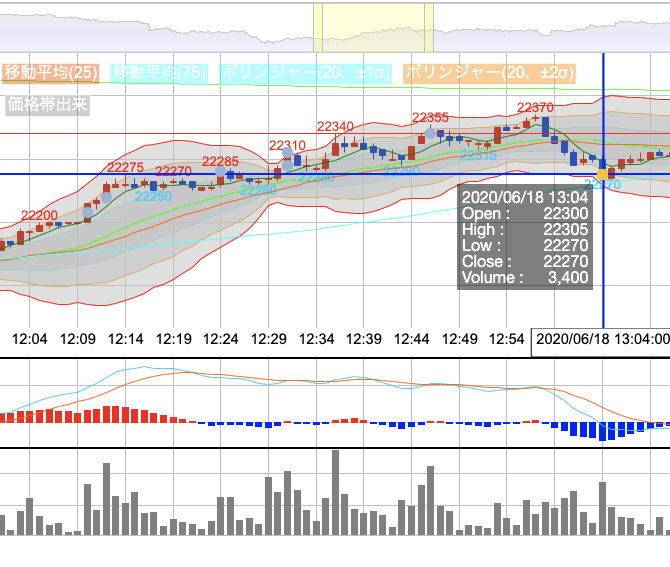 移動平均(25) 移動平均(75) ボリンジャー(20、±1σ) ボリンジャー(20、±2σ)
価格帯出来
22370
22355
22340
22310
22285
22275 22270
22315
22270
22250
22200
2020/06/18 13:04
Open : 22300
High : 22305
Low : 22270
Close : 22270
Volume : 3,400
12:04 12:09 12:14 12:19 12:24 12:29 12:34 12:39 12:44 12:49 12:54 2020/06/18 13:04:00